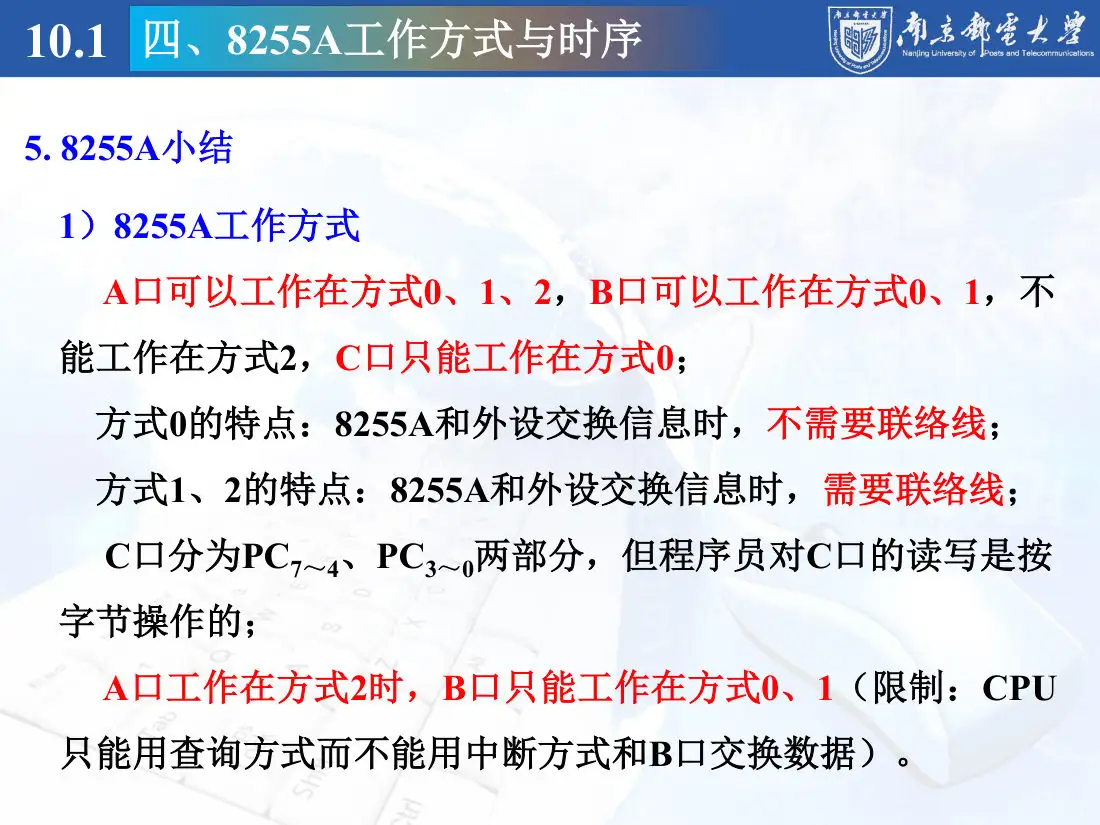 10.1 四、8255A工作方式与时序
南京邮电大学
Nanjing University of Posts and Telecommunications
5. 8255A小结
1）8255A工作方式
A口可以工作在方式0、1、2，B口可以工作在方式0、1，不
能工作在方式2，C口只能工作在方式0；
方式0的特点：8255A和外设交换信息时，不需要联络线；
方式1、2的特点：8255A和外设交换信息时，需要联络线；
C口分为PC7～4、PC3～0两部分，但程序员对C口的读写是按
字节操作的；
A口工作在方式2时，B口只能工作在方式0、1（限制：CPU
只能用查询方式而不能用中断方式和B口交换数据）。